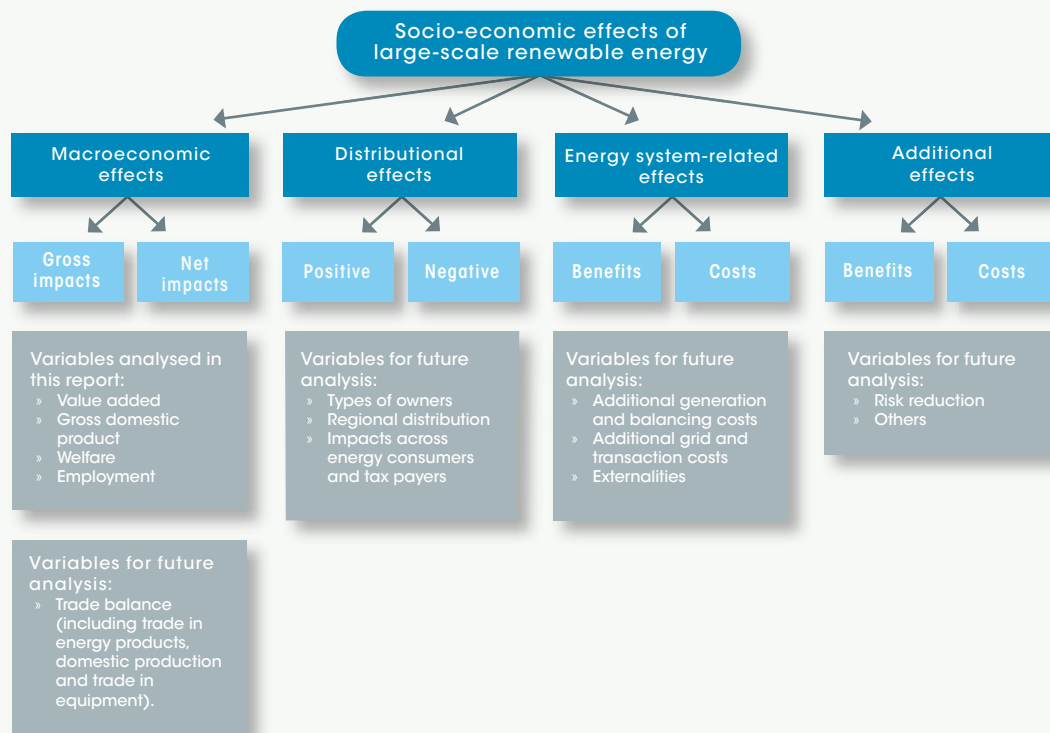 Socio-economic effects of
large-scale renewable energy
Macroeconomic
effects
Gross
impacts
Net
impacts
Variables analysed in
this report:
» Value added
» Gross domestic
product
» Welfare
» Employment
Variables for future
analysis:
» Trade balance
(including trade in
energy products,
domestic production
and trade in
equipment).
Distributional
effects
Positive
Negative
Variables for future
analysis:
» Types of owners
» Regional distribution
» Impacts across
energy consumers
and tax payers
Energy system-related
effects
Benefits
Costs
Variables for future
analysis:
» Additional generation
and balancing costs
» Additional grid and
transaction costs
» Externalities
Additional
effects
Benefits
Costs
Variables for future
analysis:
» Risk reduction
» Others